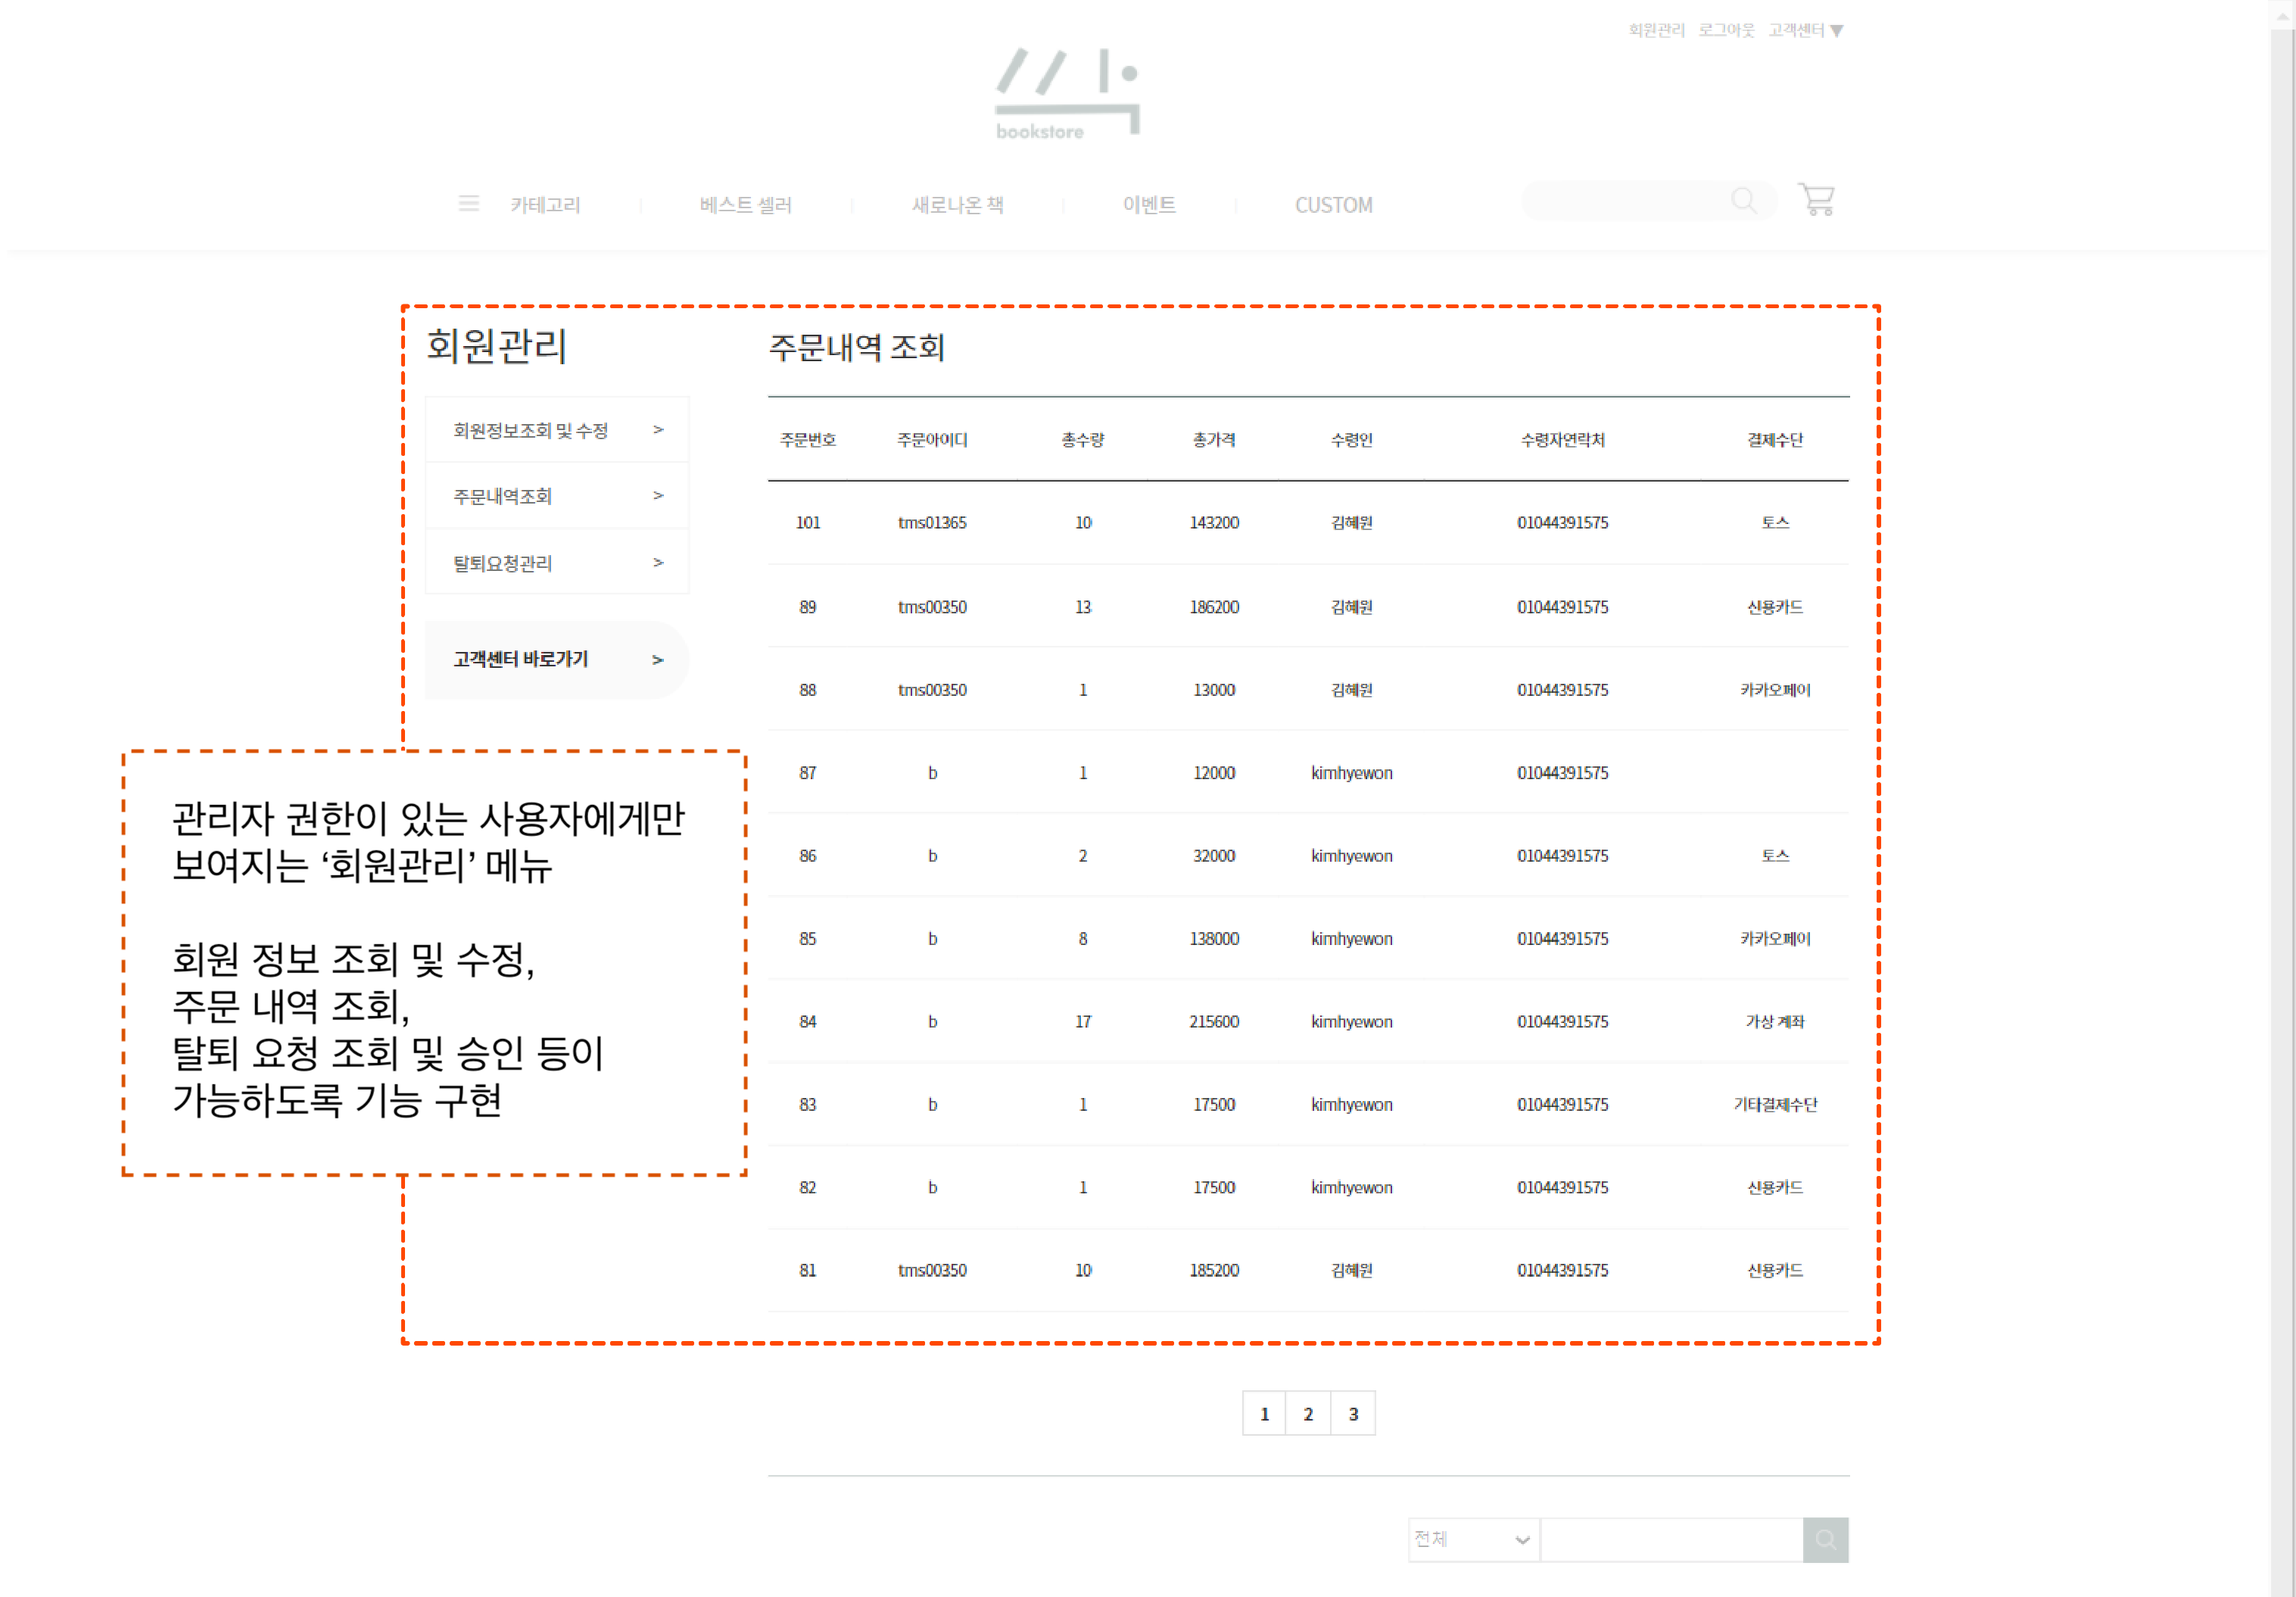 회원관리 로그아웃 고객센터 ▼
bookstore
카테고리 베스트 셀러 새로나온 책 이벤트 CUSTOM
회원관리
회원정보조회 및 수정 >
주문내역조회 >
탈퇴요청관리 >
고객센터 바로가기 >
관리자 권한이 있는 사용자에게만
보여지는 ‘회원관리’ 메뉴
회원 정보 조회 및 수정,
주문 내역 조회,
탈퇴 요청 조회 및 승인 등이
가능하도록 기능 구현
주문내역 조회
주문번호 주문아이디 총수량 총가격 수령인 수령자연락처 결제수단
101 tms01365 10 143200 김혜원 01044391575 토스
89 tms00350 13 186200 김혜원 01044391575 신용카드
88 tms00350 1 13000 김혜원 01044391575 카카오페이
87 b 1 12000 kimhyewon 01044391575
86 b 2 32000 kimhyewon 01044391575 토스
85 b 8 138000 kimhyewon 01044391575 카카오페이
84 b 17 215600 kimhyewon 01044391575 가상 계좌
83 b 1 17500 kimhyewon 01044391575 기타결제수단
82 b 1 17500 kimhyewon 01044391575 신용카드
81 tms00350 10 185200 김혜원 01044391575 신용카드
1 2 3
전체